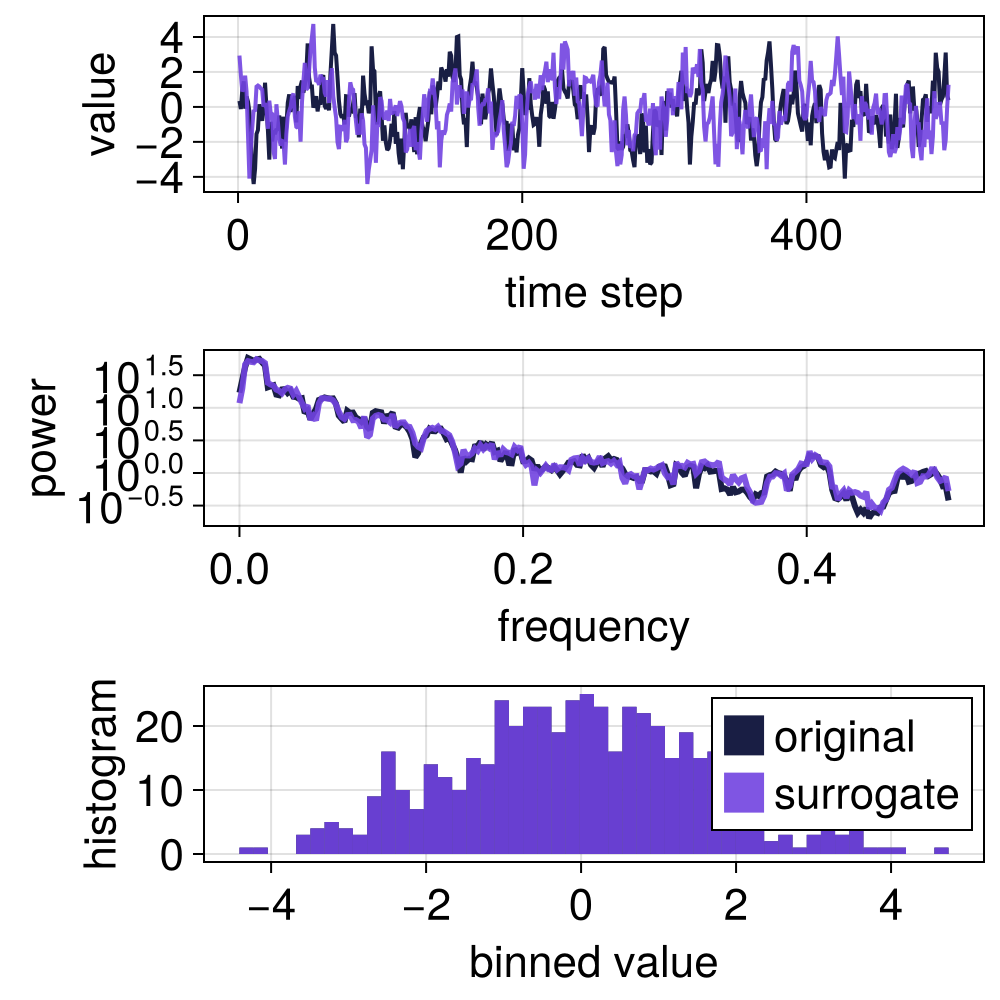 value
4
2
0
−2
−4
0 200 400
time step
power
10^1.5
10^1.0
10^0.5
10^0.0
10^−0.5
0.0 0.2 0.4
frequency
histogram
20
10
0
original
surrogate
−4 −2 0 2 4
binned value